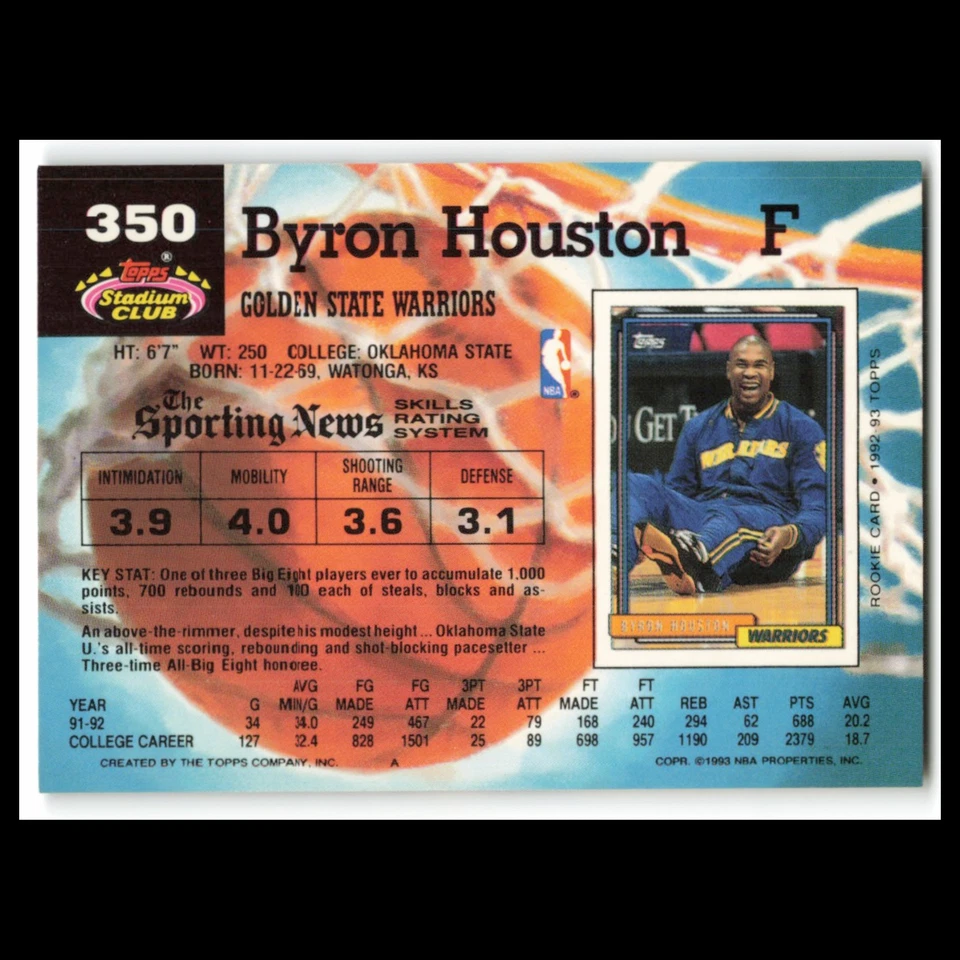 350
Topps®
Stadium
CLUB
Byron Houston F
GOLDEN STATE WARRIORS
HT: 6'7" WT: 250 COLLEGE: OKLAHOMA STATE
BORN: 11-22-69, WATONGA, KS
NBA ®
The
Sporting News
SKILLS
RATING
SYSTEM
INTIMIDATION MOBILITY SHOOTING RANGE DEFENSE
3.9 4.0 3.6 3.1
KEY STAT: One of three Big Eight players ever to accumulate 1,000
points, 700 rebounds and 100 each of steals, blocks and as-
sists.
An above-the-rimmer, despite his modest height ... Oklahoma State
U.'s all-time scoring, rebounding and shot-blocking pacesetter ...
Three-time All-Big Eight honoree.
Topps
GET
WARRIORS
BYRON HOUSTON
WARRIORS
ROOKIE CARD • 1992-93 TOPPS
AVG FG FG 3PT 3PT FT FT
YEAR G MIN/G MADE ATT MADE ATT MADE ATT REB AST PTS AVG
91-92 34 34.0 249 467 22 79 168 240 294 62 688 20.2
COLLEGE CAREER 127 32.4 828 1501 25 89 698 957 1190 209 2379 18.7
CREATED BY THE TOPPS COMPANY, INC. A COPR. ©1993 NBA PROPERTIES, INC.